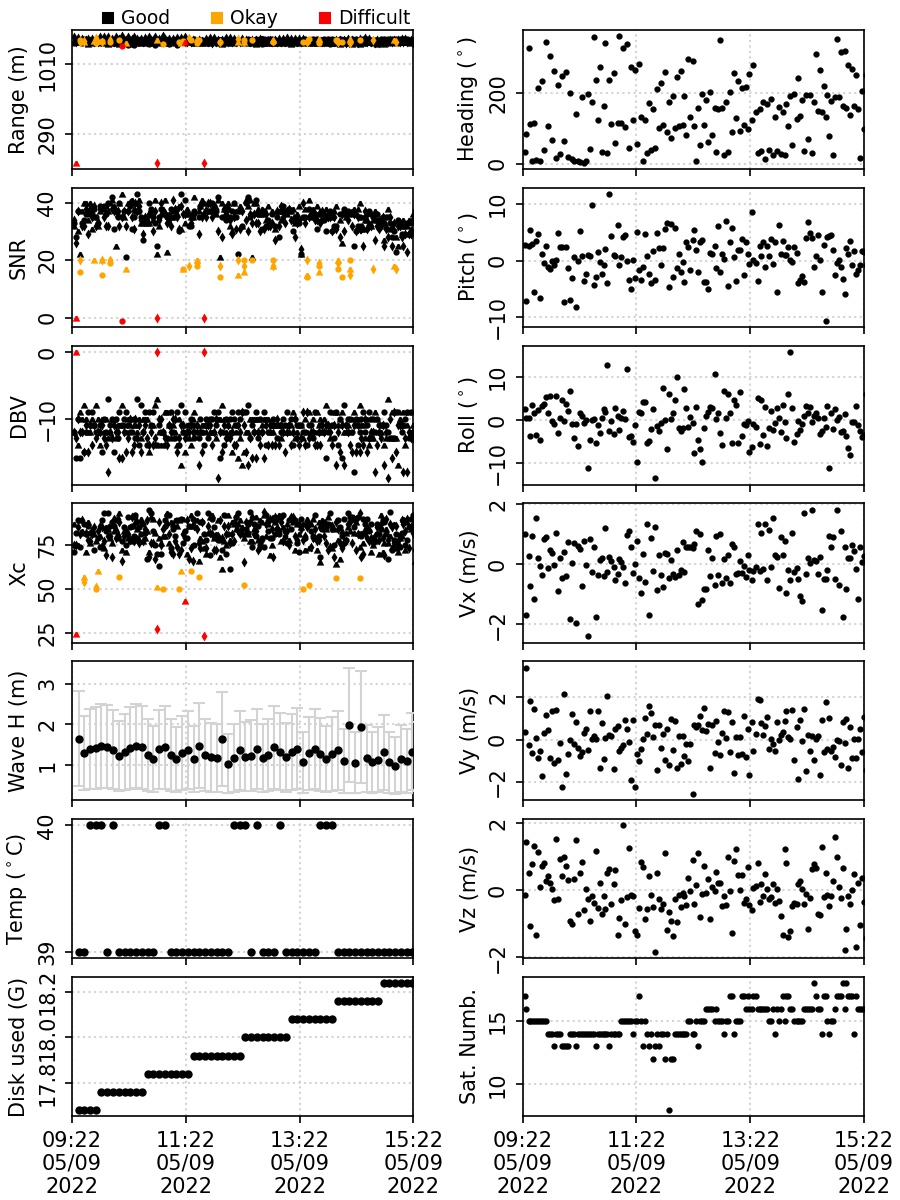 Good Okay Difficult
Range (m)
1010
290
Heading (°)
200
0
SNR
40
20
0
Pitch (°)
10
0
−10
DBV
0
−10
Roll (°)
10
0
−10
Xc
75
50
25
Vx (m/s)
2
0
−2
Wave H (m)
3
2
1
Vy (m/s)
2
0
−2
Temp (°C)
40
39
Vz (m/s)
2
0
−2
Disk used (G)
18.2
18.0
17.8
Sat. Numb.
15
10
09:22 11:22 13:22 15:22
05/09 05/09 05/09 05/09
2022 2022 2022 2022
09:22 11:22 13:22 15:22
05/09 05/09 05/09 05/09
2022 2022 2022 2022